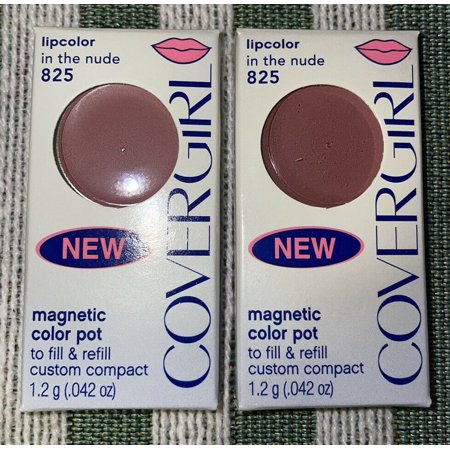 lipcolor
in the nude
825
COVERGIRL
NEW
magnetic
color pot
to fill & refill
custom compact
1.2 g (.042 oz)
lipcolor
in the nude
825
COVERGIRL
NEW
magnetic
color pot
to fill & refill
custom compact
1.2 g (.042 oz)